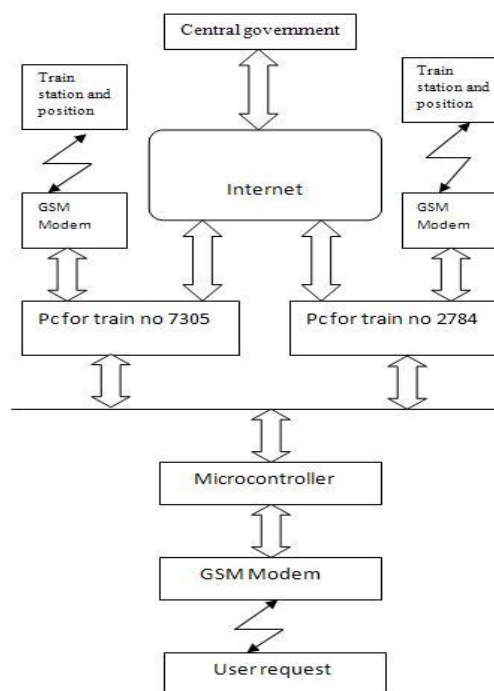 Central government
Train
station and
position
Train
station and
position
Internet
GSM
Modem
GSM
Modem
Pc for train no 7305
Pc for train no 2784
Microcontroller
GSM Modem
User request